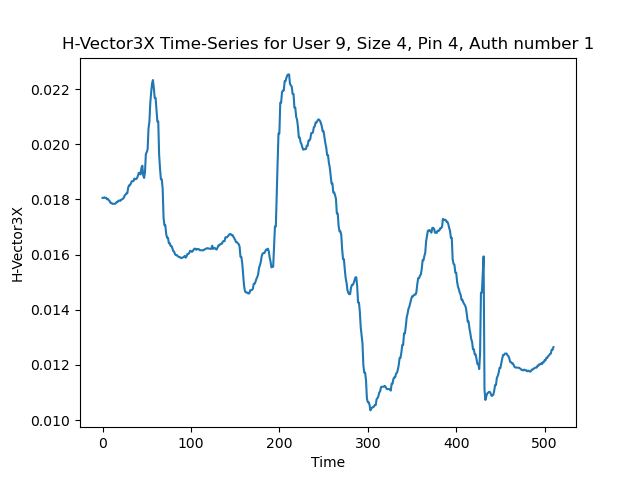 H-Vector3X Time-Series for User 9, Size 4, Pin 4, Auth number 1
H-Vector3X
0.022
0.020
0.018
0.016
0.014
0.012
0.010
0 100 200 300 400 500
Time